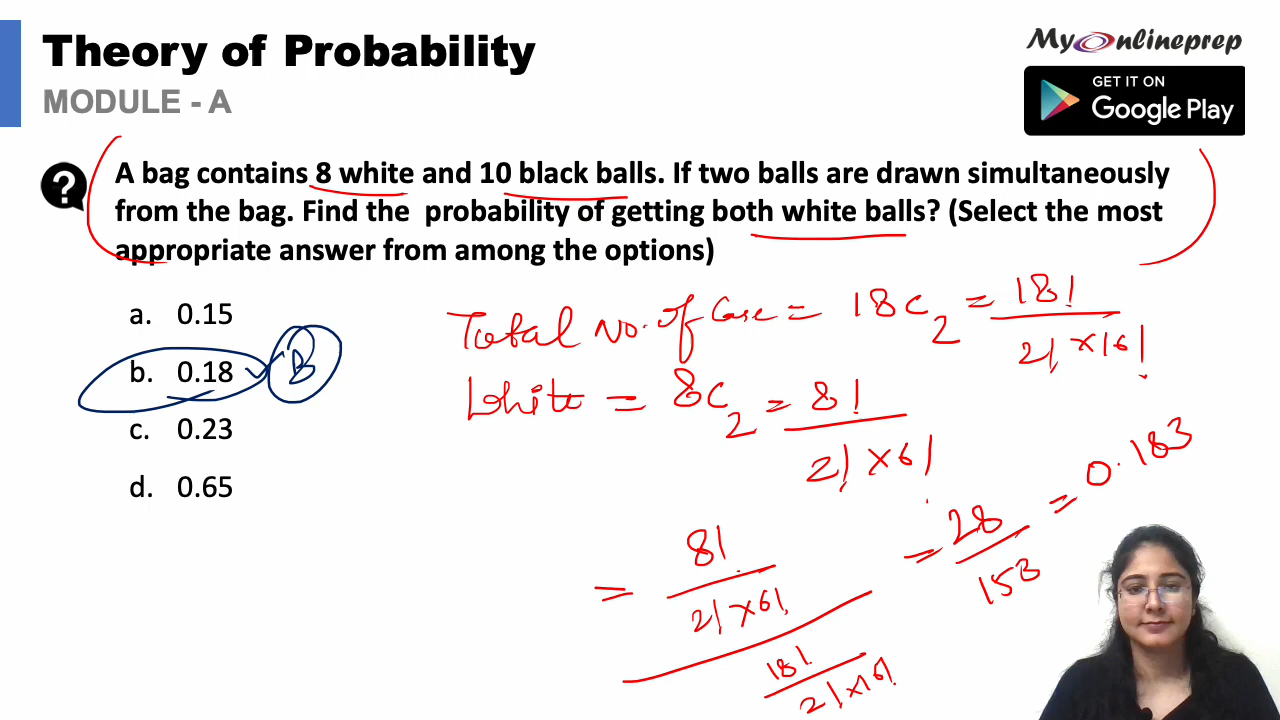 Theory of Probability
MODULE - A
Myonlineprep
GET IT ON
Google Play
?
A bag contains 8 white and 10 black balls. If two balls are drawn simultaneously
from the bag. Find the probability of getting both white balls? (Select the most
appropriate answer from among the options)
a. 0.15
b. 0.18 B
c. 0.23
d. 0.65
Total No. of Case = 18C2 = 18! / 2! × 16!
White = 8C2 = 8! / 2! × 6!
= 8! / 2! × 6! / 18! / 2! × 16! = 28 / 153 = 0.183